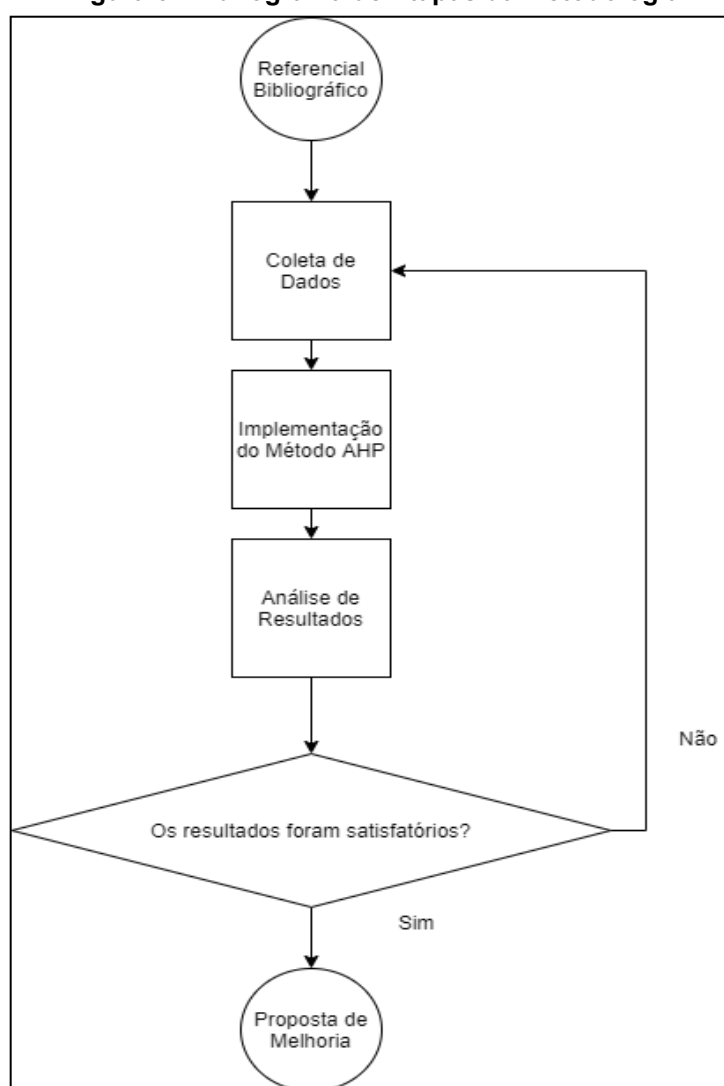 Referencial
Bibliográfico
Coleta de
Dados
Implementação
do Método AHP
Análise de
Resultados
Não
Os resultados foram satisfatórios?
Sim
Proposta de
Melhoria